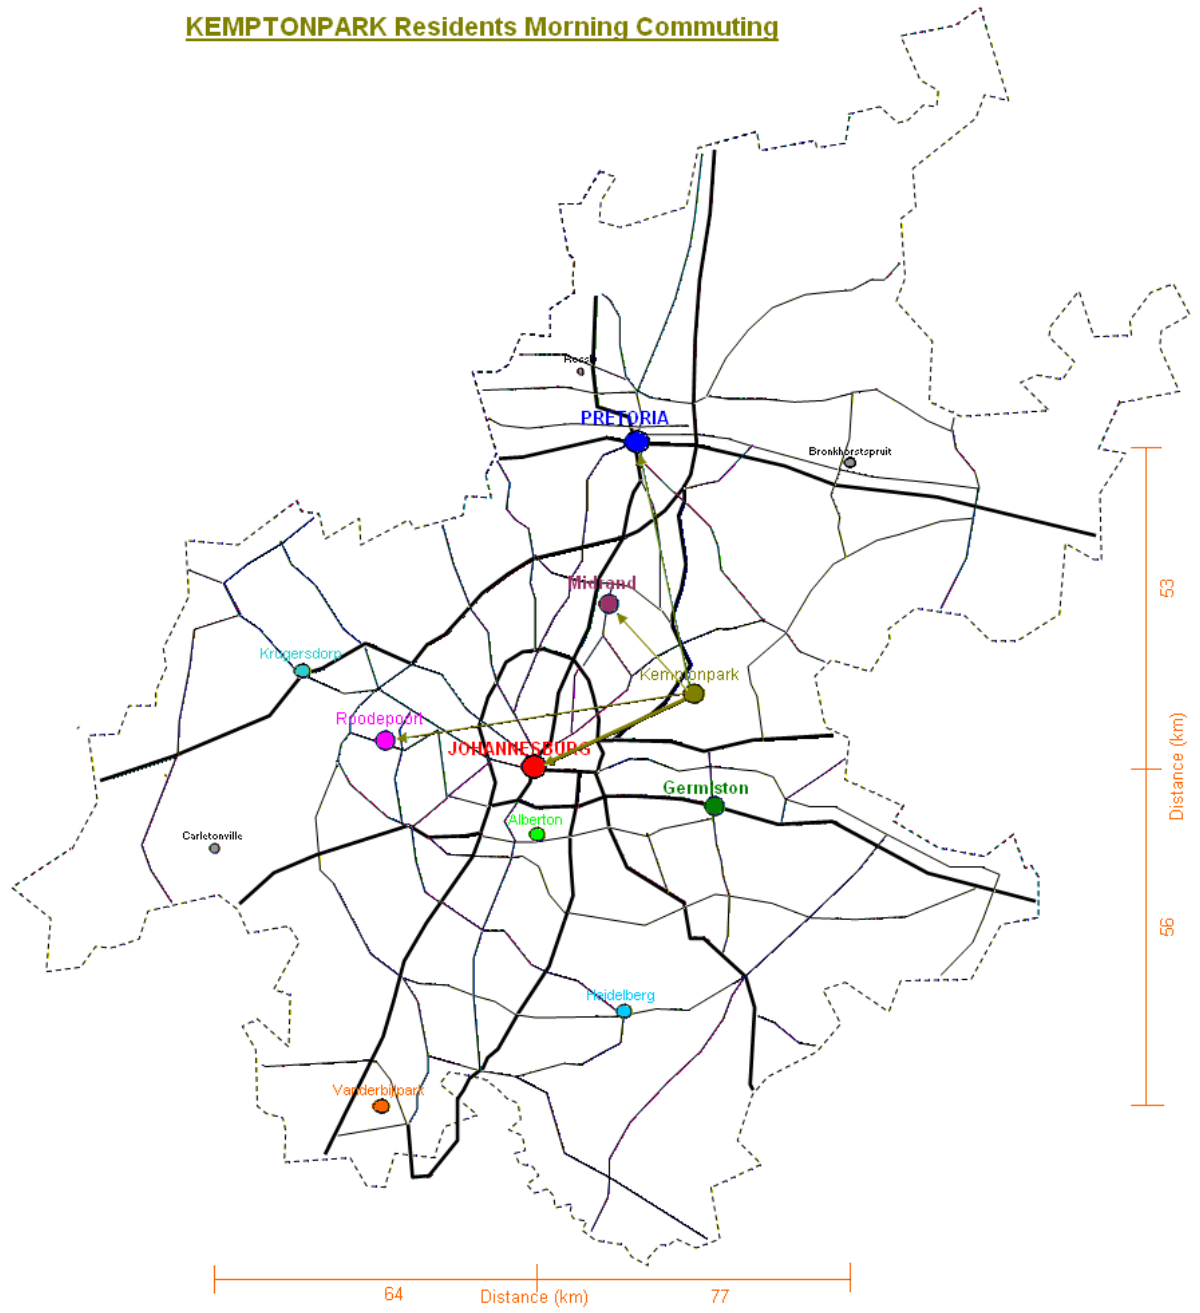 KEMPTONPARK Residents Morning Commuting
PRETORIA
Bronkhorstspruit
Midrand
Krugersdorp
Kemptonpark
Roodepoort
JOHANNESBURG
Germiston
Alberton
Carletonville
Heidelberg
Vanderbijlpark
53
Distance (km)
56
64
Distance (km)
77